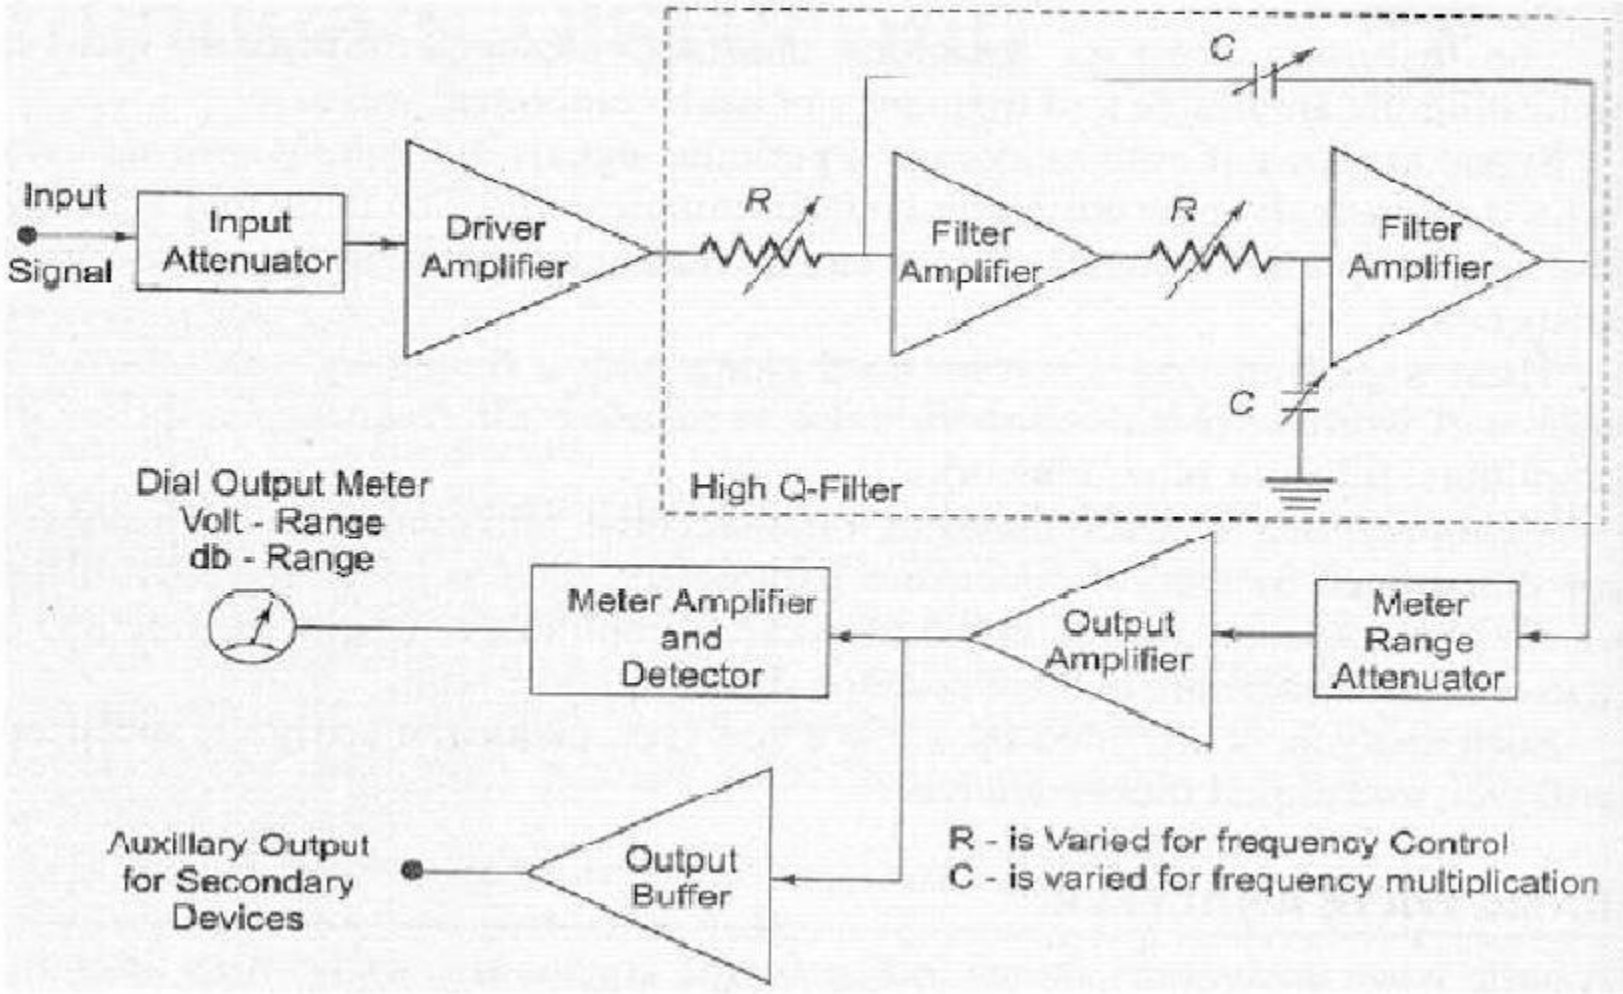 Input
Signal
Input
Attenuator
Driver
Amplifier
R
C
Filter
Amplifier
R
Filter
Amplifier
C
High Q-Filter
Dial Output Meter
Volt - Range
db - Range
Meter Amplifier
and
Detector
Output
Amplifier
Meter
Range
Attenuator
Auxillary Output
for Secondary
Devices
Output
Buffer
R - is Varied for frequency Control
C - is varied for frequency multiplication